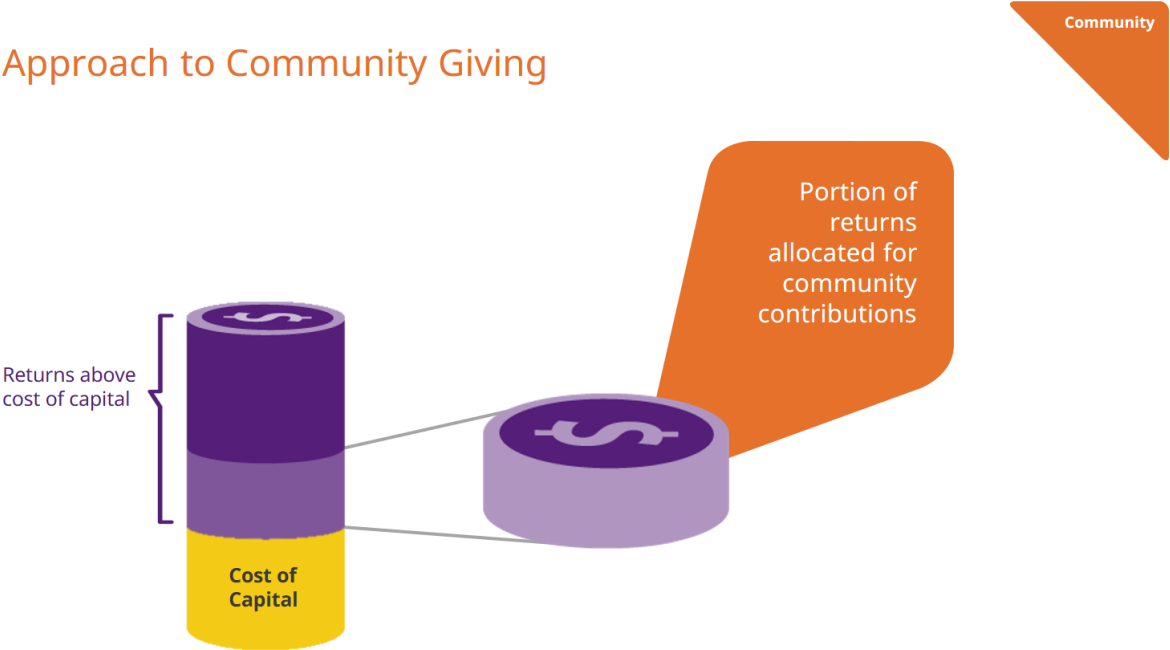 Community
Approach to Community Giving
Portion of
returns
allocated for
community
contributions
Returns above
cost of capital
Cost of
Capital